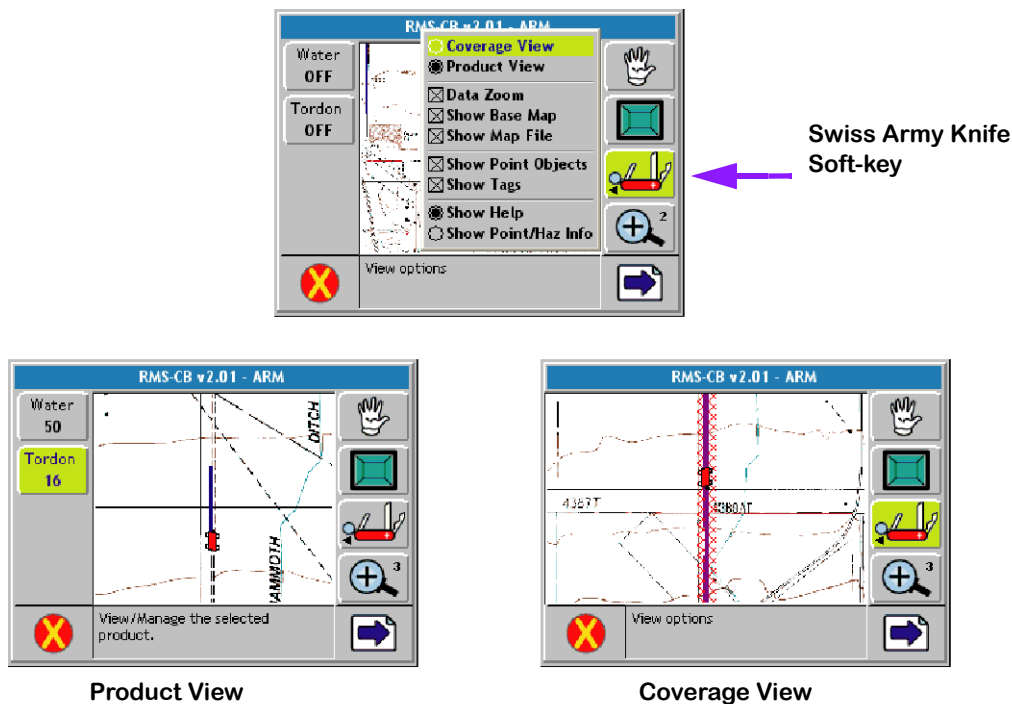 RMS-CB v2.01 - ARM
Water
OFF
Tordon
OFF
Coverage View
Product View
Data Zoom
Show Base Map
Show Map File
Show Point Objects
Show Tags
Show Help
Show Point/Haz Info
2
View options
Swiss Army Knife
Soft-key
RMS-CB v2.01 - ARM
Water
50
Tordon
16
DITCH
AMMOTH
3
View/Manage the selected
product.
Product View
RMS-CB v2.01 - ARM
4387T
4380AT
3
View options
Coverage View